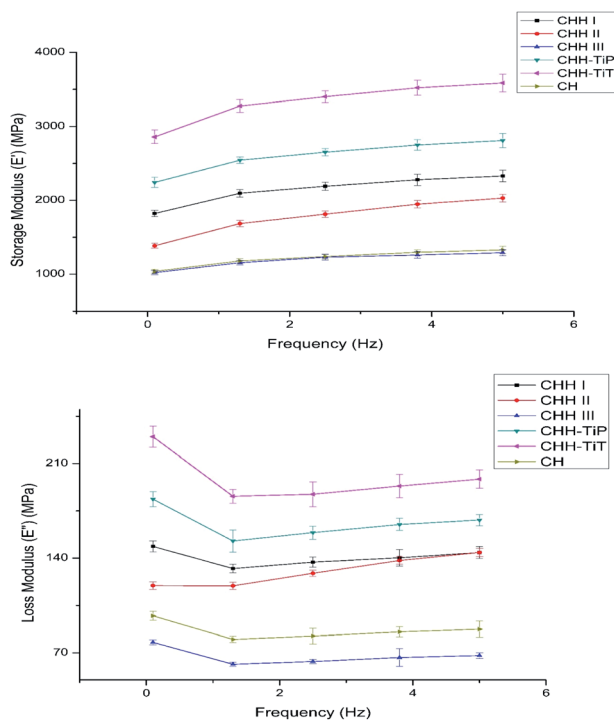 CHH I
CHH II
CHH III
CHH-TiP
CHH-TiT
CH
4000
3000
2000
1000
Storage Modulus (E') (MPa)
0 2 4 6
Frequency (Hz)
CHH I
CHH II
CHH III
CHH-TiP
CHH-TiT
CH
210
140
70
Loss Modulus (E") (MPa)
0 2 4 6
Frequency (Hz)